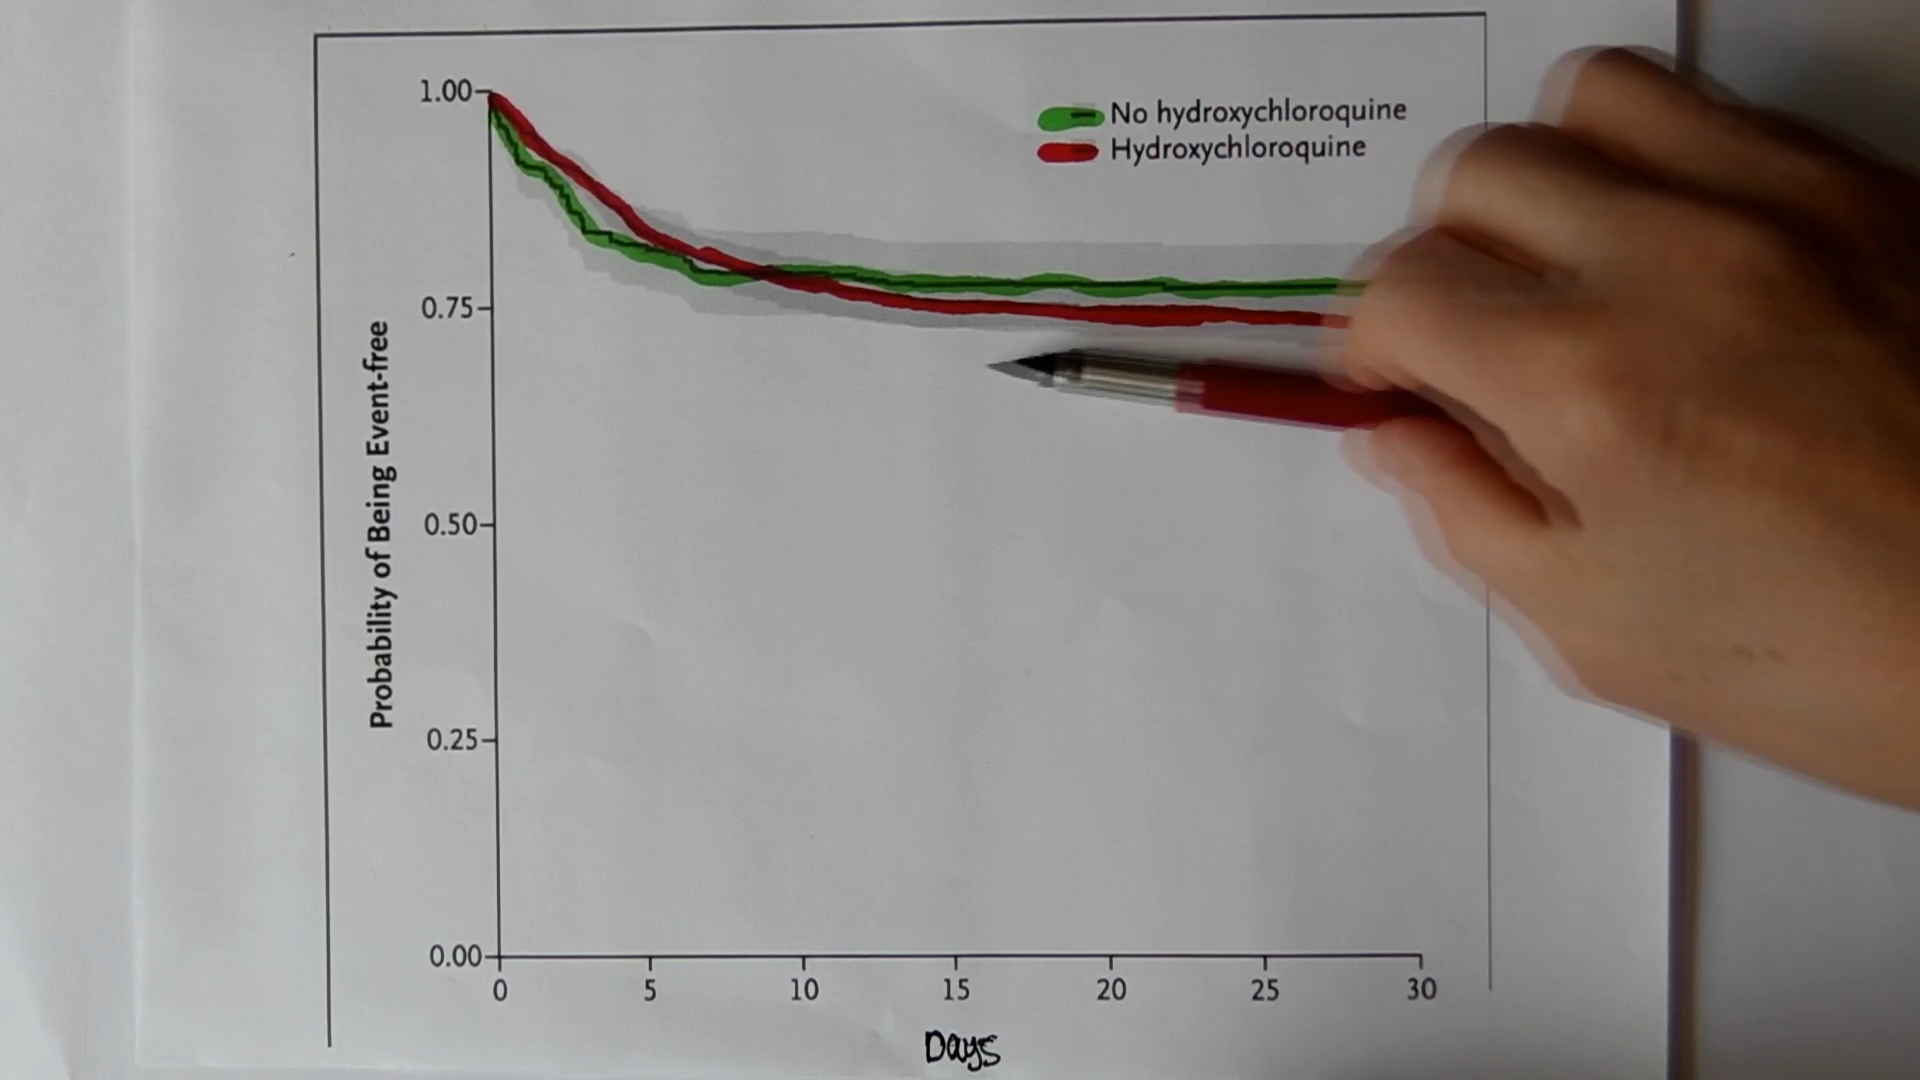 1.00
No hydroxychloroquine
Hydroxychloroquine
0.75
Probability of Being Event-free
0.50
0.25
0.00
0 5 10 15 20 25 30
Days